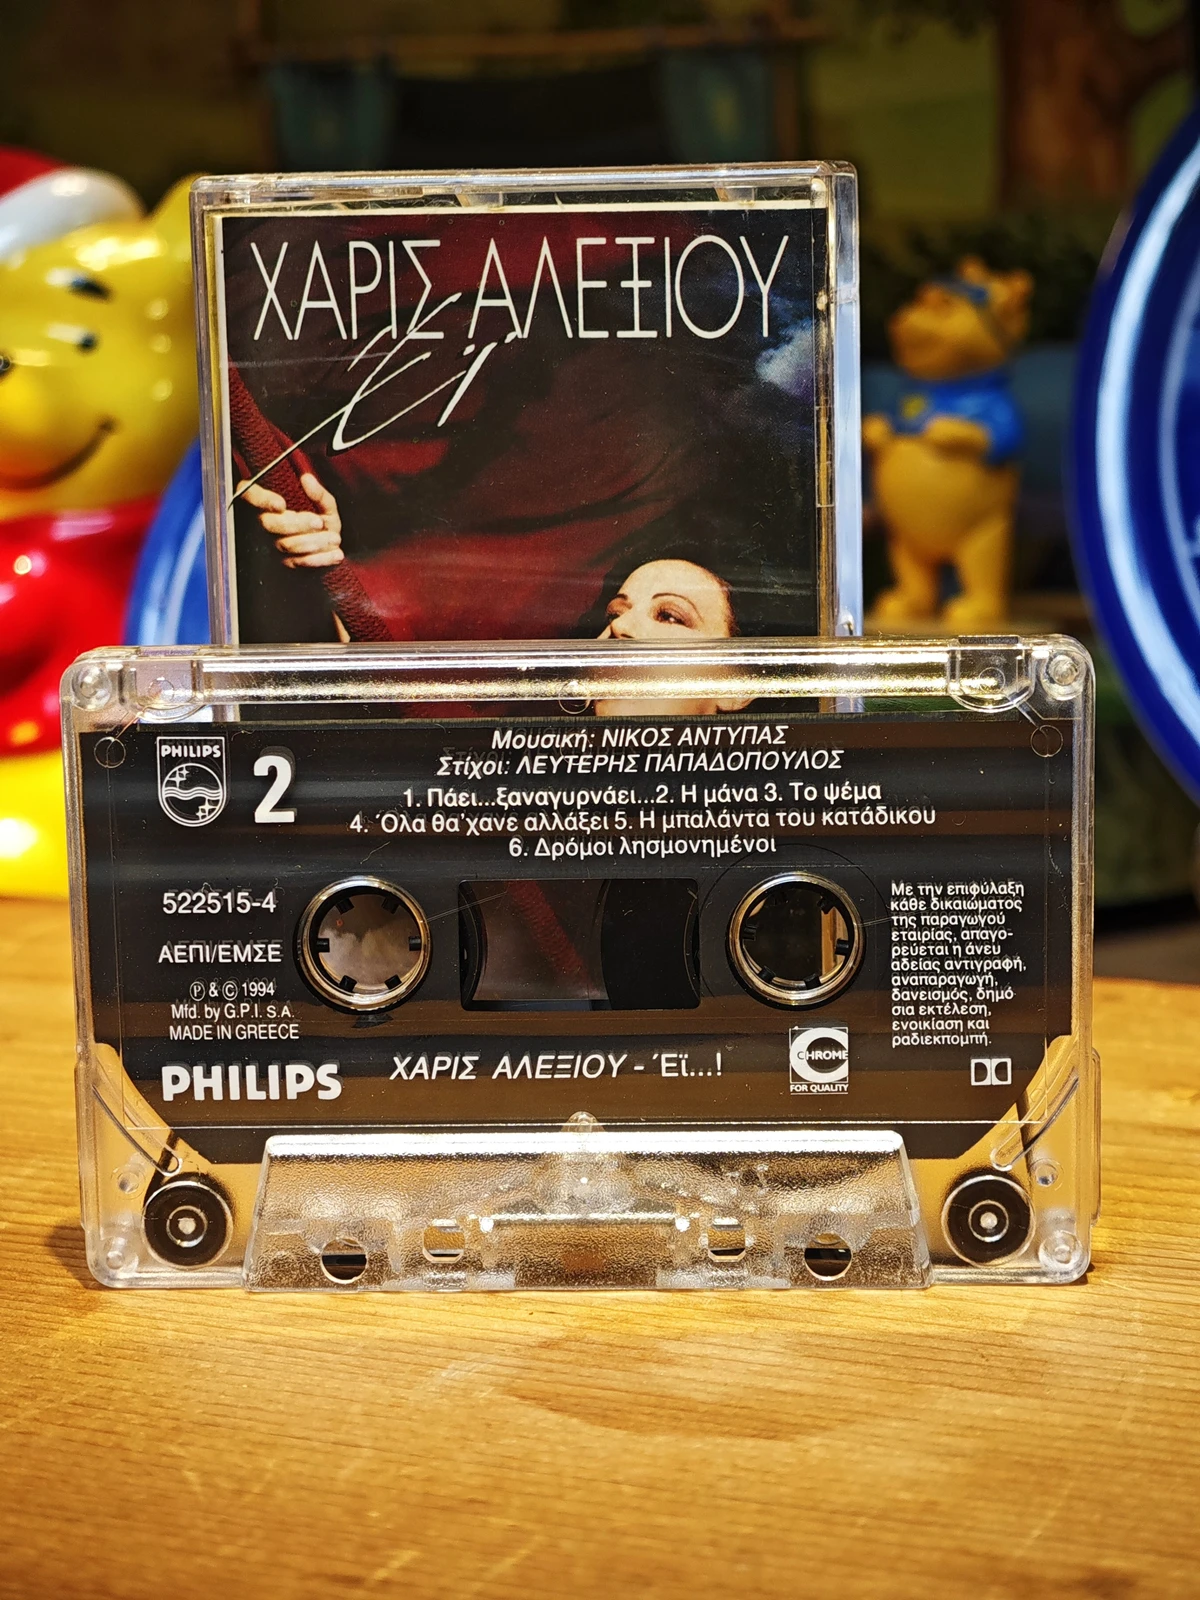 ΧΑΡΙΣ ΑΛΕΞΙΟΥ
Έϊ
PHILIPS
2
Μουσική: ΝΙΚΟΣ ΑΝΤΥΠΑΣ
Στίχοι: ΛΕΥΤΕΡΗΣ ΠΑΠΑΔΟΠΟΥΛΟΣ
1. Πάει...ξαναγυρνάει...2. Η μάνα 3. Το ψέμα
4. Όλα θα'χανε αλλάξει 5. Η μπαλάντα του κατάδικου
6. Δρόμοι λησμονημένοι
522515-4
ΑΕΠΙ/ΕΜΣΕ
℗ & © 1994
Mfd. by G.P.I. S.A.
MADE IN GREECE
PHILIPS
ΧΑΡΙΣ ΑΛΕΞΙΟΥ - Έϊ...!
CHROME
FOR QUALITY
Με την επιφύλαξη
κάθε δικαιώματος
της παραγωγού
εταιρίας, απαγο-
ρεύεται η άνευ
αδείας αντιγραφή,
αναπαραγωγή,
δανεισμός, δημό
σια εκτέλεση,
ενοικίαση και
ραδιεκπομπή.